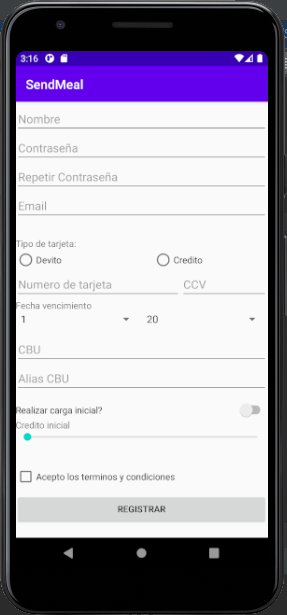 3:16
SendMeal
Nombre
Contraseña
Repetir Contraseña
Email
Tipo de tarjeta:
Devito Credito
Numero de tarjeta CCV
Fecha vencimiento
1 20
CBU
Alias CBU
Realizar carga inicial?
Credito inicial
Acepto los terminos y condiciones
REGISTRAR